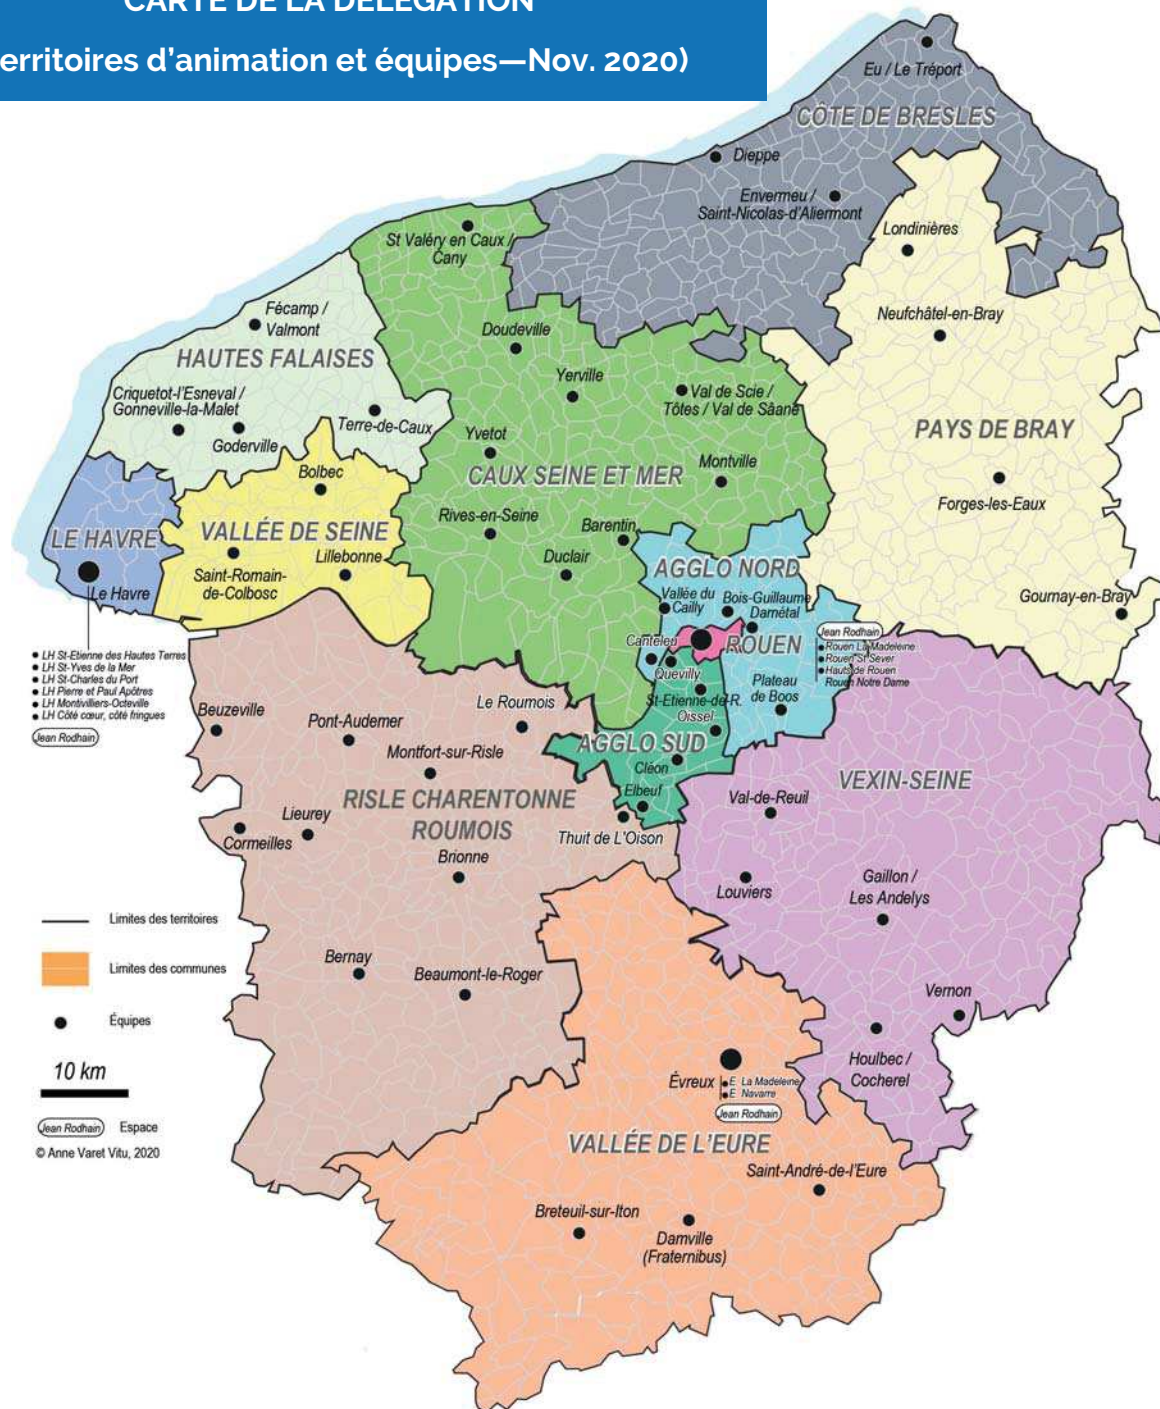 CARTE DE LA DÉLÉGATION
erritoires d'animation et équipes—Nov. 2020)
Eu / Le Tréport
CÔTE DE BRESLES
Dieppe
Envermeu /
Saint-Nicolas-d'Aliermont
Londinières
St Valéry en Caux /
Cany
Neufchâtel-en-Bray
Fécamp /
Valmont
Doudeville
HAUTES FALAISES
Yerville
Criquetot-l'Esneval /
Gonneville-la-Malet
Val de Scie /
Tôtes / Val de Sâane
Terre-de-Caux
Goderville
Yvetot
PAYS DE BRAY
Bolbec
CAUX SEINE ET MER
Montville
Forges-les-Eaux
Rives-en-Seine
Barentin
LE HAVRE
VALLÉE DE SEINE
Lillebonne
Duclair
AGGLO NORD
Saint-Romain-
de-Colbosc
Le Havre
Vallée du
Cailly
Bois-Guillaume
Darnétal
Gournay-en-Bray
Canteleu
ROUEN
Jean Rodhain
Rouen La Madeleine
Rouen St Sever
Hauts de Rouen
Rouen Notre Dame
LH St-Etienne des Hautes Terres
LH St-Yves de la Mer
LH St-Charles du Port
LH Pierre et Paul Apôtres
LH Montivilliers-Octeville
LH Côté cœur, côté fringues
Jean Rodhain
Quevilly
Plateau
de Boos
St-Etienne-de-R.
Oissel
Le Roumois
Beuzeville
Pont-Audemer
Montfort-sur-Risle
AGGLO SUD
Cléon
VEXIN-SEINE
Elbeuf
Val-de-Reuil
RISLE CHARENTONNE
ROUMOIS
Lieurey
Cormeilles
Thuit de L'Oison
Brionne
Louviers
Gaillon /
Les Andelys
Limites des territoires
Limites des communes
Bernay
Beaumont-le-Roger
Vernon
Équipes
Houlbec /
Cocherel
10 km
Évreux
E. La Madeleine
E. Navarre
Jean Rodhain
Jean Rodhain Espace
© Anne Varet Vitu, 2020
VALLÉE DE L'EURE
Saint-André-de-l'Eure
Breteuil-sur-Iton
Damville
(Fraternibus)